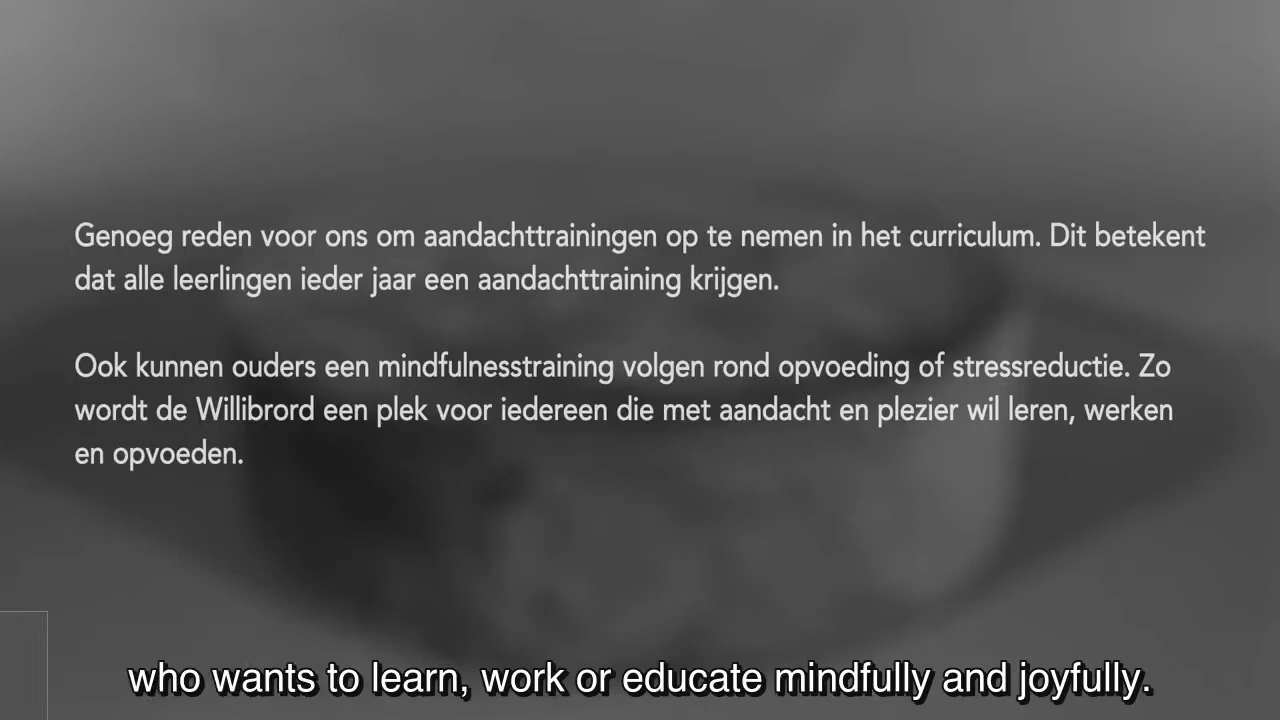 Genoeg reden voor ons om aandachttrainingen op te nemen in het curriculum. Dit betekent
dat alle leerlingen ieder jaar een aandachttraining krijgen.
Ook kunnen ouders een mindfulnesstraining volgen rond opvoeding of stressreductie. Zo
wordt de Willibrord een plek voor iedereen die met aandacht en plezier wil leren, werken
en opvoeden.
who wants to learn, work or educate mindfully and joyfully.